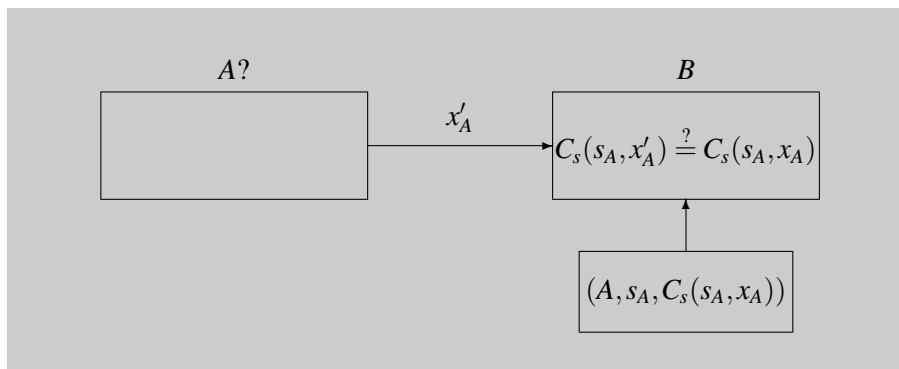 A? B
x′_A
C_s(s_A, x′_A) ≟ C_s(s_A, x_A)
(A, s_A, C_s(s_A, x_A))